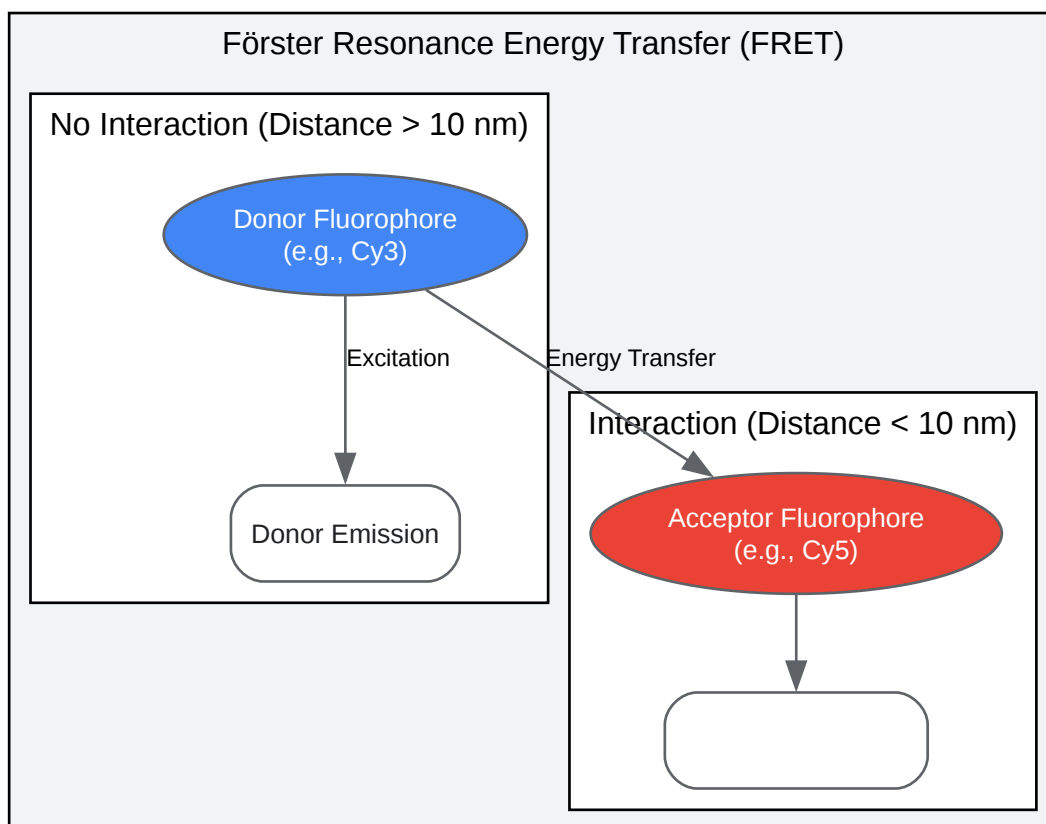 Förster Resonance Energy Transfer (FRET)
No Interaction (Distance > 10 nm)
Donor Fluorophore
(e.g., Cy3)
Excitation
Energy Transfer
Donor Emission
Interaction (Distance < 10 nm)
Acceptor Fluorophore
(e.g., Cy5)